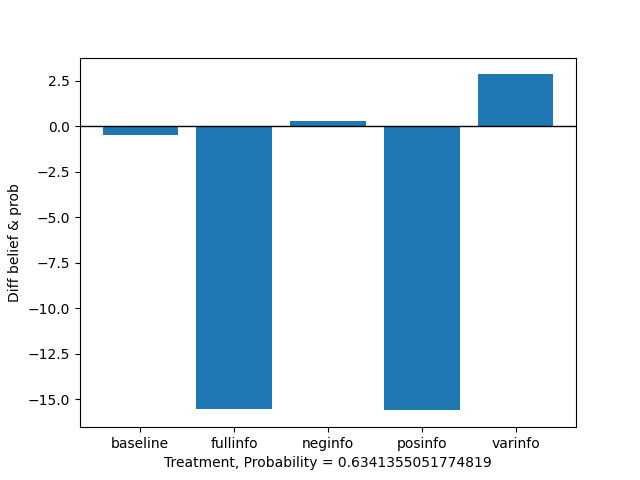 2.5
0.0
−2.5
−5.0
−7.5
−10.0
−12.5
−15.0
Diff belief & prob
baseline fullinfo neginfo posinfo varinfo
Treatment, Probability = 0.6341355051774819